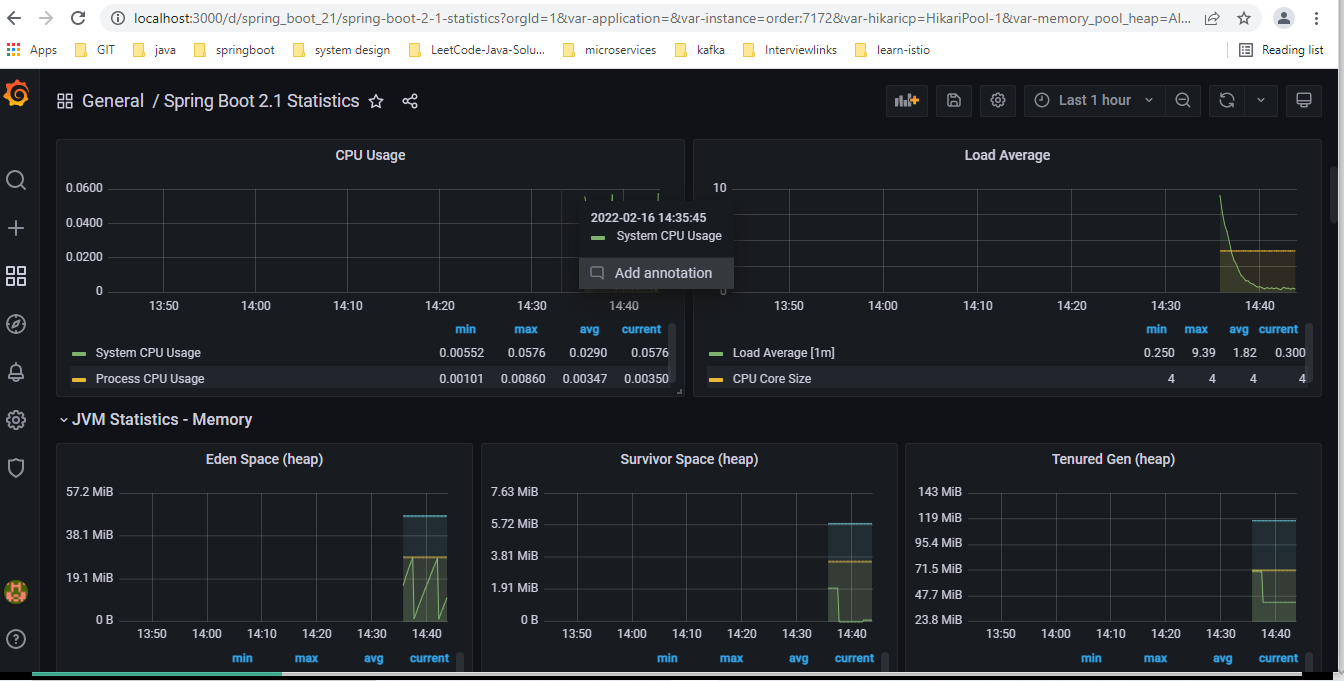 localhost:3000/d/spring_boot_21/spring-boot-2-1-statistics?orgId=1&var-application=&var-instance=order:7172&var-hikaricp=HikariPool-1&var-memory_pool_heap=Al...
Apps GIT java springboot system design LeetCode-Java-Solu... microservices kafka Interviewlinks learn-istio Reading list
General / Spring Boot 2.1 Statistics
Last 1 hour
CPU Usage
0.0600
0.0400
0.0200
0
13:50 14:00 14:10 14:20 14:30 14:40
min max avg current
System CPU Usage 0.00552 0.0576 0.0290 0.0576
Process CPU Usage 0.00101 0.00860 0.00347 0.00350
2022-02-16 14:35:45
System CPU Usage
Add annotation
Load Average
10
0
13:50 14:00 14:10 14:20 14:30 14:40
min max avg current
Load Average [1m] 0.250 9.39 1.82 0.300
CPU Core Size 4 4 4 4
JVM Statistics - Memory
Eden Space (heap)
57.2 MiB
38.1 MiB
19.1 MiB
0 B
13:50 14:00 14:10 14:20 14:30 14:40
min max avg current
Survivor Space (heap)
7.63 MiB
5.72 MiB
3.81 MiB
1.91 MiB
0 B
13:50 14:00 14:10 14:20 14:30 14:40
min max avg current
Tenured Gen (heap)
143 MiB
119 MiB
95.4 MiB
71.5 MiB
47.7 MiB
23.8 MiB
13:50 14:00 14:10 14:20 14:30 14:40
min max avg current